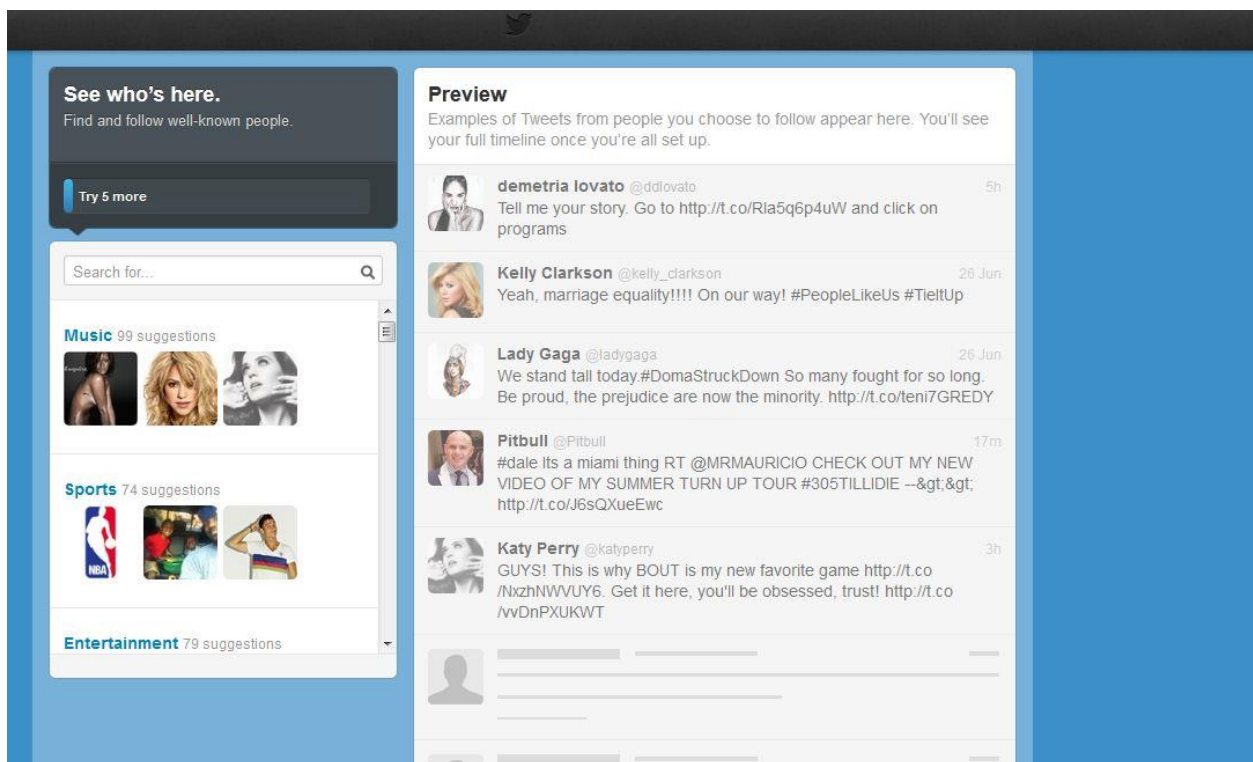 See who's here.
Find and follow well-known people.
Try 5 more
Search for...
Music 99 suggestions
Sports 74 suggestions
NBA
Entertainment 79 suggestions
Preview
Examples of Tweets from people you choose to follow appear here. You'll see
your full timeline once you're all set up.
demetria lovato @ddlovato 5h
Tell me your story. Go to http://t.co/Rla5q6p4uW and click on
programs
Kelly Clarkson @kelly_clarkson 26 Jun
Yeah, marriage equality!!!! On our way! #PeopleLikeUs #TieItUp
Lady Gaga @ladygaga 26 Jun
We stand tall today.#DomaStruckDown So many fought for so long.
Be proud, the prejudice are now the minority. http://t.co/teni7GREDY
Pitbull @Pitbull 17m
#dale Its a miami thing RT @MRMAURICIO CHECK OUT MY NEW
VIDEO OF MY SUMMER TURN UP TOUR #305TILLIDIE --&gt;&gt;
http://t.co/J6sQXueEwc
Katy Perry @katyperry 3h
GUYS! This is why BOUT is my new favorite game http://t.co
/NxzhNWVUY6. Get it here, you'll be obsessed, trust! http://t.co
/vvDnPXUKWT